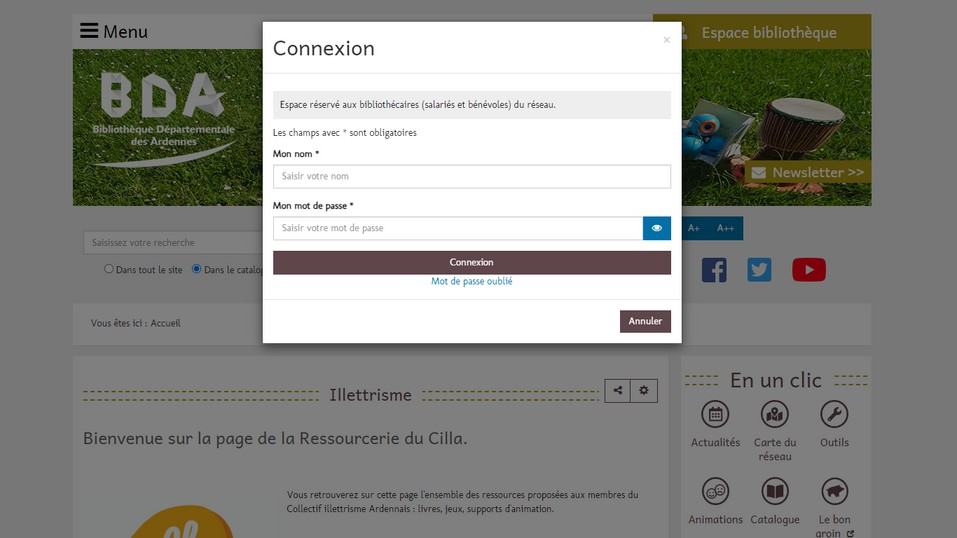 Menu
Espace bibliothèque
BDA
Bibliothèque Départementale
des Ardennes
Newsletter >>
Connexion
×
Espace réservé aux bibliothécaires (salariés et bénévoles) du réseau.
Les champs avec * sont obligatoires
Mon nom *
Saisir votre nom
Mon mot de passe *
Saisir votre mot de passe
Connexion
Mot de passe oublié
Annuler
Saisissez votre recherche
Dans tout le site
Dans le catalog
A+ A++
Vous êtes ici : Accueil
Illettrisme
Bienvenue sur la page de la Ressourcerie du Cilla.
Vous retrouverez sur cette page l'ensemble des ressources proposées aux membres du
Collectif illettrisme Ardennais : livres, jeux, supports d'animation.
En un clic
Actualités
Carte du
réseau
Outils
Animations
Catalogue
Le bon
groin